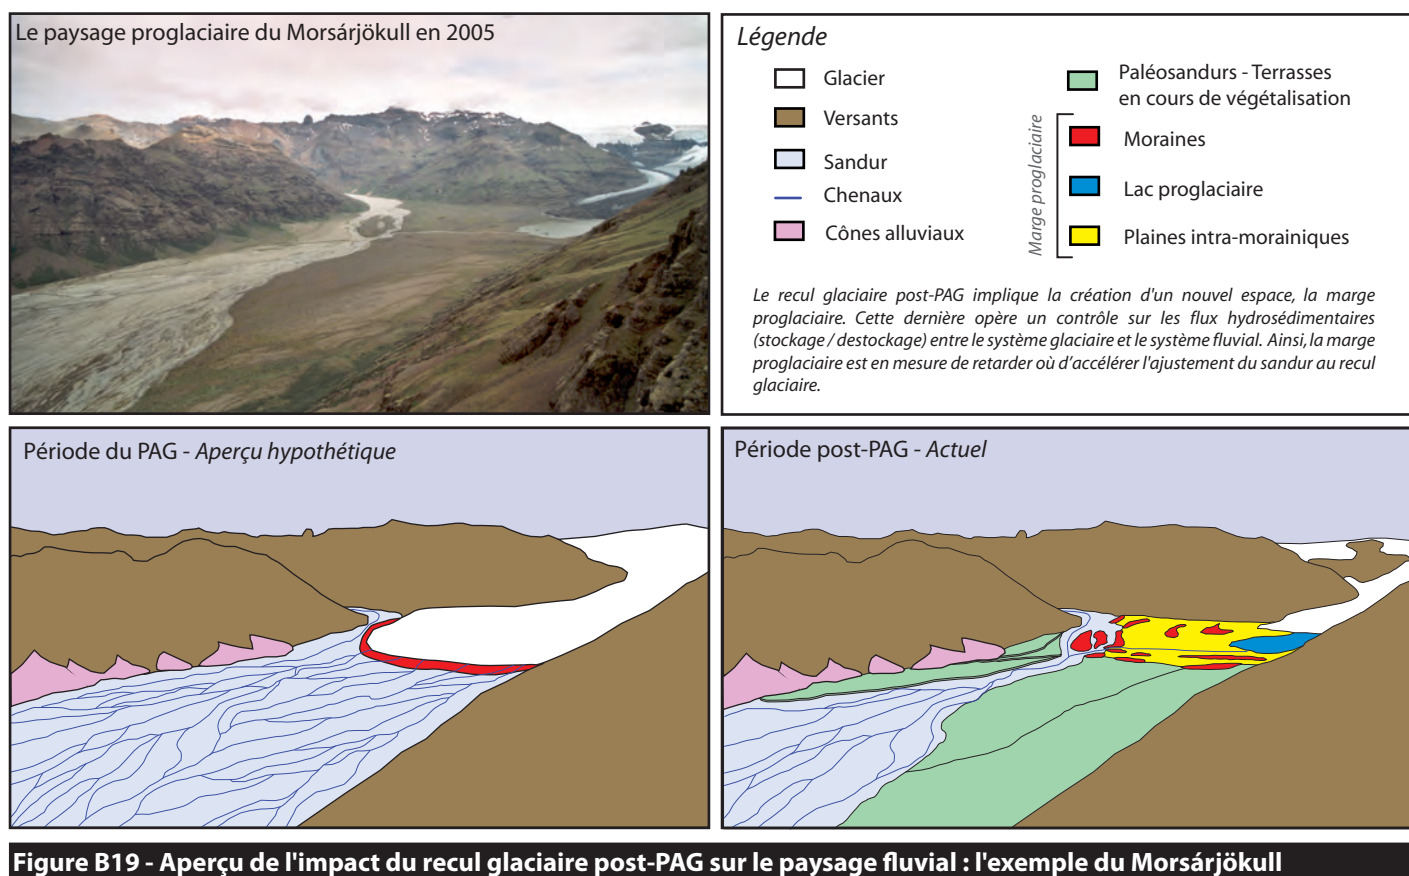 Le paysage proglaciaire du Morsárjökull en 2005
Légende
Glacier
Versants
Sandur
Chenaux
Cônes alluviaux
Paléosandurs - Terrasses
en cours de végétalisation
Marge proglaciaire
Moraines
Lac proglaciaire
Plaines intra-morainiques
Le recul glaciaire post-PAG implique la création d'un nouvel espace, la marge
proglaciaire. Cette dernière opère un contrôle sur les flux hydrosédimentaires
(stockage / destockage) entre le système glaciaire et le système fluvial. Ainsi, la marge
proglaciaire est en mesure de retarder où d'accélérer l'ajustement du sandur au recul
glaciaire.
Période du PAG - Aperçu hypothétique
Période post-PAG - Actuel
Figure B19 - Aperçu de l'impact du recul glaciaire post-PAG sur le paysage fluvial : l'exemple du Morsárjökull